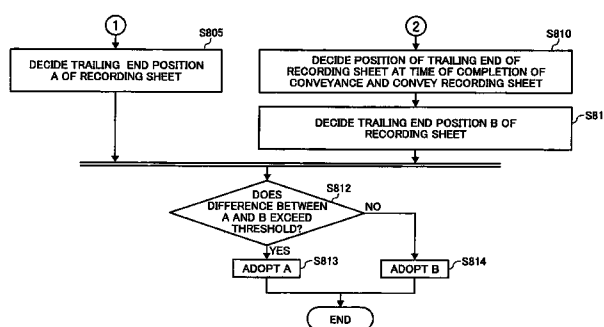 1
S805
DECIDE TRAILING END POSITION
A OF RECORDING SHEET
2
S810
DECIDE POSITION OF TRAILING END OF
RECORDING SHEET AT TIME OF COMPLETION OF
CONVEYANCE AND CONVEY RECORDING SHEET
S81
DECIDE TRAILING END POSITION B OF
RECORDING SHEET
S812
DOES
DIFFERENCE BETWEEN
A AND B EXCEED
THRESHOLD?
NO
YES
ADOPT A
S813
ADOPT B
S814
END